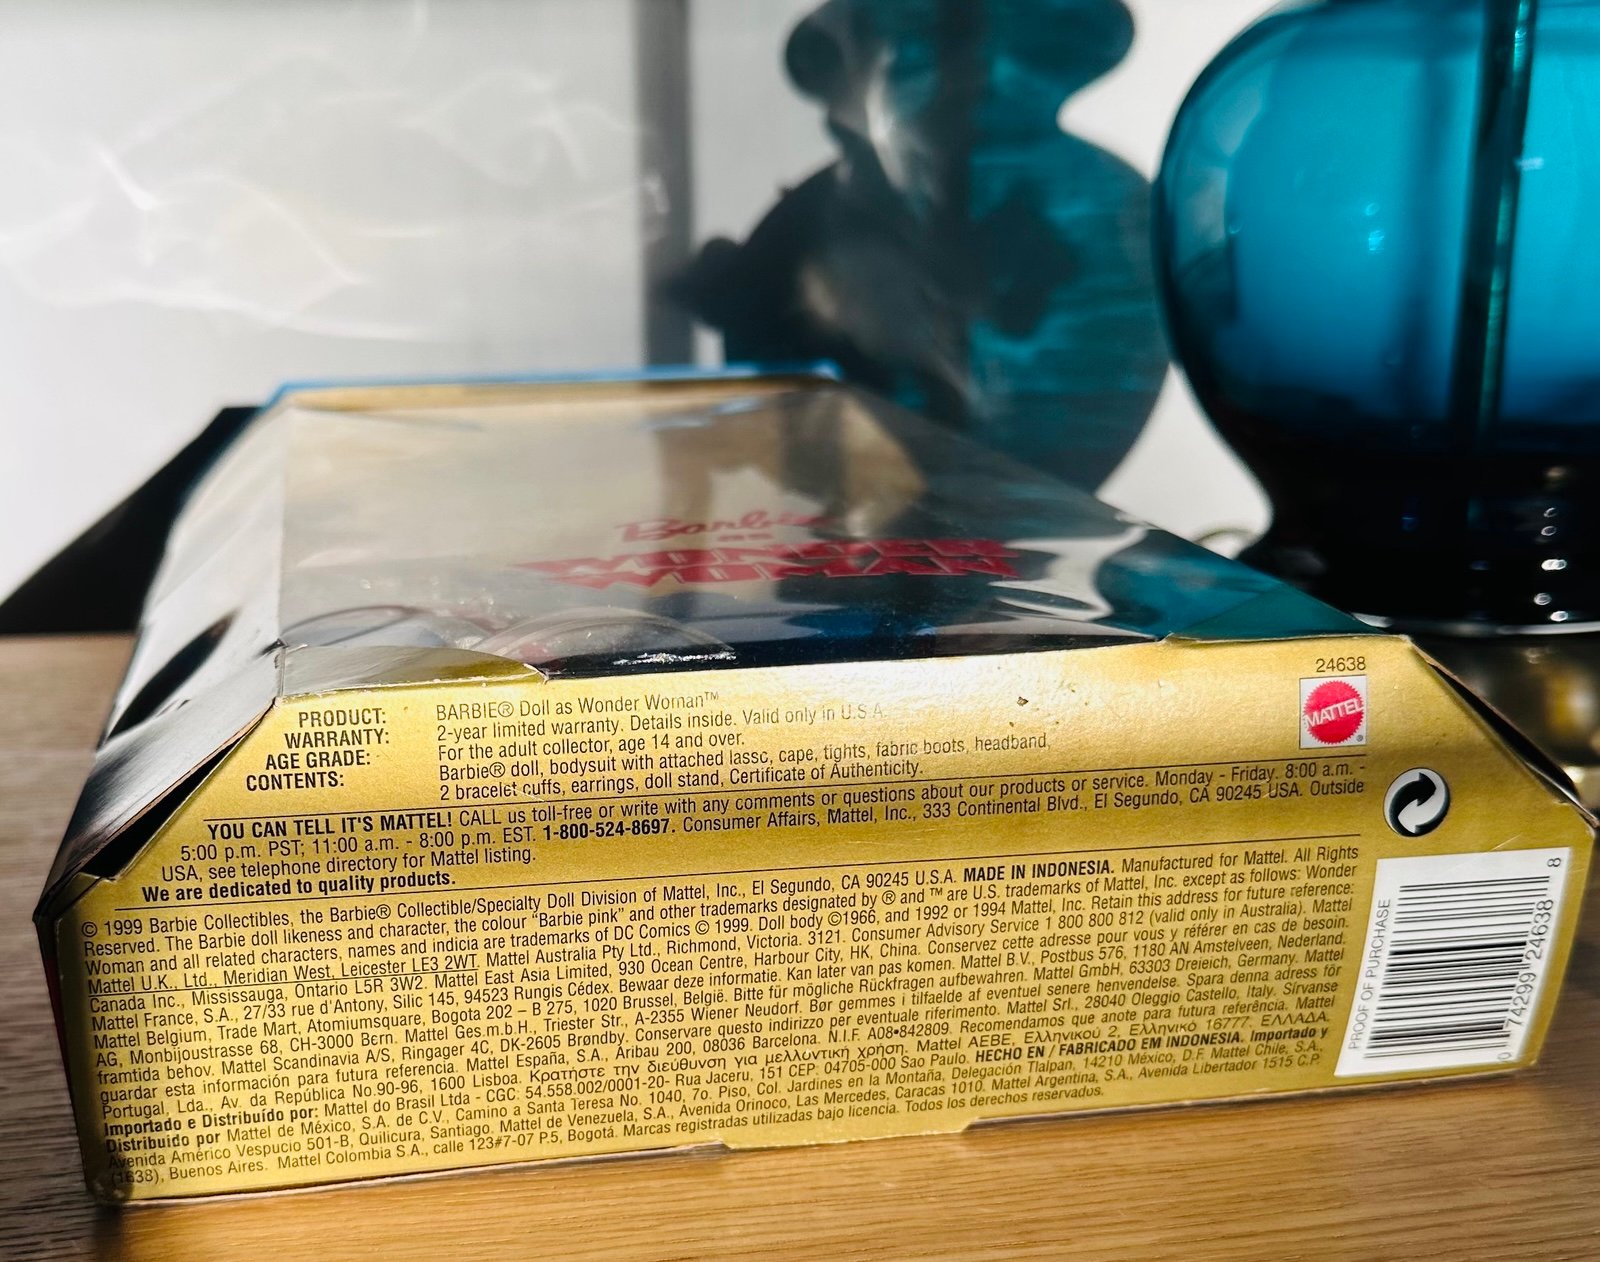 Barbie
as
WONDER
WOMAN
24638
MATTEL
®
PRODUCT: BARBIE® Doll as Wonder Woman™
WARRANTY: 2-year limited warranty. Details inside. Valid only in U.S.A.
AGE GRADE: For the adult collector, age 14 and over.
CONTENTS: Barbie® doll, bodysuit with attached lasso, cape, tights, fabric boots, headband,
2 bracelet cuffs, earrings, doll stand, Certificate of Authenticity.
YOU CAN TELL IT'S MATTEL! CALL us toll-free or write with any comments or questions about our products or service. Monday - Friday. 8:00 a.m. -
5:00 p.m. PST; 11:00 a.m. - 8:00 p.m. EST. 1-800-524-8697. Consumer Affairs, Mattel, Inc., 333 Continental Blvd., El Segundo, CA 90245 USA. Outside
USA, see telephone directory for Mattel listing.
We are dedicated to quality products.
© 1999 Barbie Collectibles, the Barbie® Collectible/Specialty Doll Division of Mattel, Inc., El Segundo, CA 90245 U.S.A. MADE IN INDONESIA. Manufactured for Mattel. All Rights
Reserved. The Barbie doll likeness and character, the colour "Barbie pink" and other trademarks designated by ® and ™ are U.S. trademarks of Mattel, Inc. except as follows: Wonder
Woman and all related characters, names and indicia are trademarks of DC Comics © 1999. Doll body ©1966, and 1992 or 1994 Mattel, Inc. Retain this address for future reference:
Mattel U.K., Ltd., Meridian West, Leicester LE3 2WT. Mattel Australia Pty Ltd., Richmond, Victoria. 3121. Consumer Advisory Service 1 800 800 812 (valid only in Australia). Mattel
Canada Inc., Mississauga, Ontario L5R 3W2. Mattel East Asia Limited, 930 Ocean Centre, Harbour City, HK, China. Conservez cette adresse pour vous y référer en cas de besoin.
Mattel France, S.A., 27/33 rue d'Antony, Silic 145, 94523 Rungis Cédex. Bewaar deze informatie. Kan later van pas komen. Mattel B.V., Postbus 576, 1180 AN Amstelveen, Nederland.
Mattel Belgium, Trade Mart, Atomiumsquare, Bogota 202 – B 275, 1020 Brussel, België. Bitte für mögliche Rückfragen aufbewahren. Mattel GmbH, 63303 Dreieich, Germany. Mattel
AG, Monbijoustrasse 68, CH-3000 Bern. Mattel Ges.m.b.H., Triester Str., A-2355 Wiener Neudorf. Bør gemmes i tilfaelde af eventuel senere henvendelse. Spara denna adress för
framtida behov. Mattel Scandinavia A/S, Ringager 4C, DK-2605 Brøndby. Conservare questo indirizzo per eventuale riferimento. Mattel Srl., 28040 Oleggio Castello, Italy. Sírvanse
guardar esta información para futura referencia. Mattel España, S.A., Aribau 200, 08036 Barcelona. N.I.F. A08•842809. Recomendamos que anote para futura referência. Mattel
Portugal, Lda., Av. da República No.90-96, 1600 Lisboa. Κρατήστε την διεύθυνση για μελλοντική χρήση. Mattel AEBE, Ελληνικού 2, Ελληνικό 16777. ΕΛΛΑΔΑ.
Importado e Distribuído por: Mattel do Brasil Ltda - CGC: 54.558.002/0001-20- Rua Jaceru, 151 CEP: 04705-000 Sao Paulo. HECHO EN / FABRICADO EM INDONESIA. Importado y
Distribuido por Mattel de México, S.A. de C.V., Camino a Santa Teresa No. 1040, 7o. Piso, Col. Jardines en la Montaña, Delegación Tlalpan, 14210 México, D.F. Mattel Chile, S.A.,
Avenida Américo Vespucio 501-B, Quilicura, Santiago. Mattel de Venezuela, S.A., Avenida Orinoco, Las Mercedes, Caracas 1010. Mattel Argentina, S.A., Avenida Libertador 1515 C.P.
(1638), Buenos Aires. Mattel Colombia S.A., calle 123#7-07 P.5, Bogotá. Marcas registradas utilizadas bajo licencia. Todos los derechos reservados.
PROOF OF PURCHASE
0 74299 24638 8